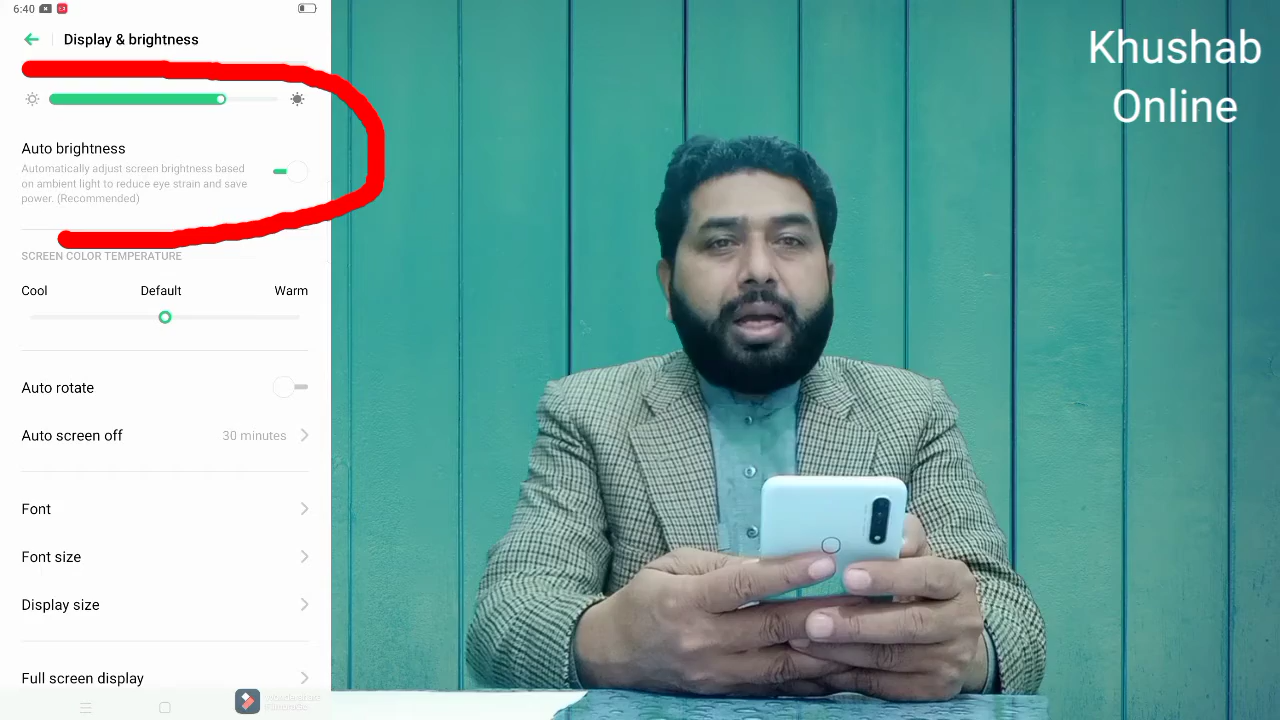 6:40
Display & brightness
Auto brightness
Automatically adjust screen brightness based
on ambient light to reduce eye strain and save
power. (Recommended)
SCREEN COLOR TEMPERATURE
Cool Default Warm
Auto rotate
Auto screen off 30 minutes
Font
Font size
Display size
Full screen display
Khushab
Online